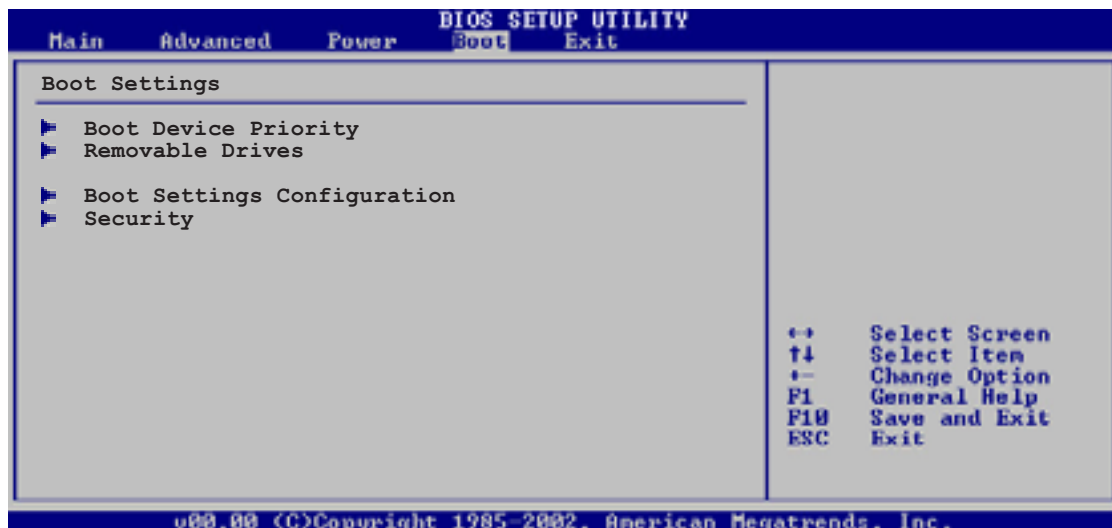 BIOS SETUP UTILITY
Main Advanced Power Boot Exit
Boot Settings
Boot Device Priority
Removable Drives
Boot Settings Configuration
Security
←→ Select Screen
↑↓ Select Item
+- Change Option
F1 General Help
F10 Save and Exit
ESC Exit
v00.00 (C)Copyright 1985-2002, American Megatrends, Inc.